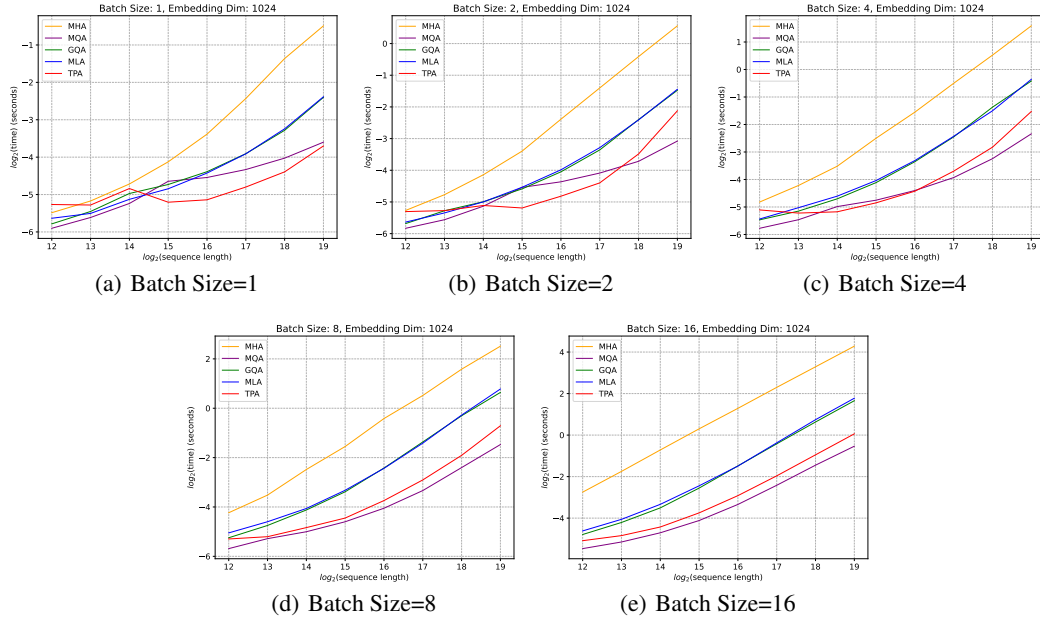 Batch Size: 1, Embedding Dim: 1024
MHA
MQA
GQA
MLA
TPA
−1
−2
−3
−4
−5
−6
log₂(time) (seconds)
12 13 14 15 16 17 18 19
log₂(sequence length)
(a) Batch Size=1
Batch Size: 2, Embedding Dim: 1024
MHA
MQA
GQA
MLA
TPA
0
−1
−2
−3
−4
−5
−6
log₂(time) (seconds)
12 13 14 15 16 17 18 19
log₂(sequence length)
(b) Batch Size=2
Batch Size: 4, Embedding Dim: 1024
MHA
MQA
GQA
MLA
TPA
1
0
−1
−2
−3
−4
−5
−6
log₂(time) (seconds)
12 13 14 15 16 17 18 19
log₂(sequence length)
(c) Batch Size=4
Batch Size: 8, Embedding Dim: 1024
MHA
MQA
GQA
MLA
TPA
2
0
−2
−4
−6
log₂(time) (seconds)
12 13 14 15 16 17 18 19
log₂(sequence length)
(d) Batch Size=8
Batch Size: 16, Embedding Dim: 1024
MHA
MQA
GQA
MLA
TPA
4
2
0
−2
−4
log₂(time) (seconds)
12 13 14 15 16 17 18 19
log₂(sequence length)
(e) Batch Size=16